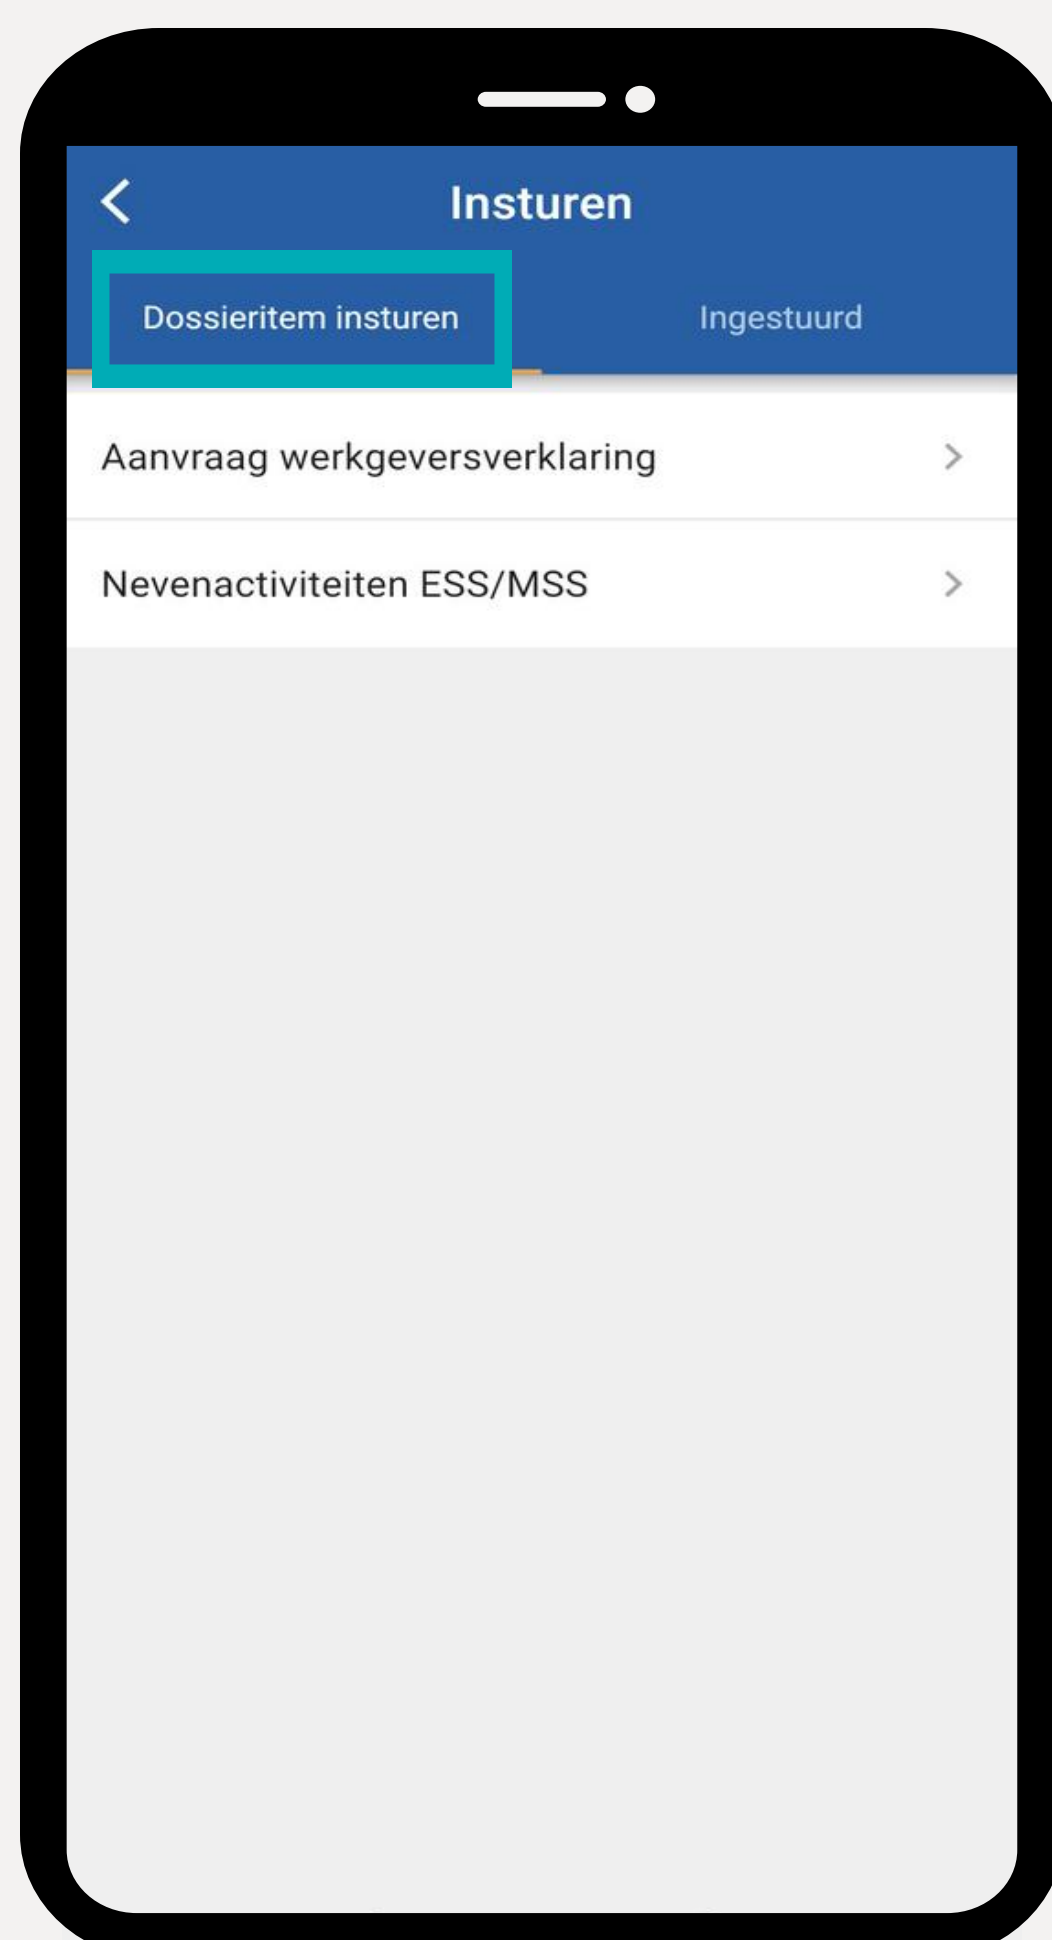 Insturen
Dossieritem insturen
Ingestuurd
Aanvraag werkgeversverklaring
Nevenactiviteiten ESS/MSS